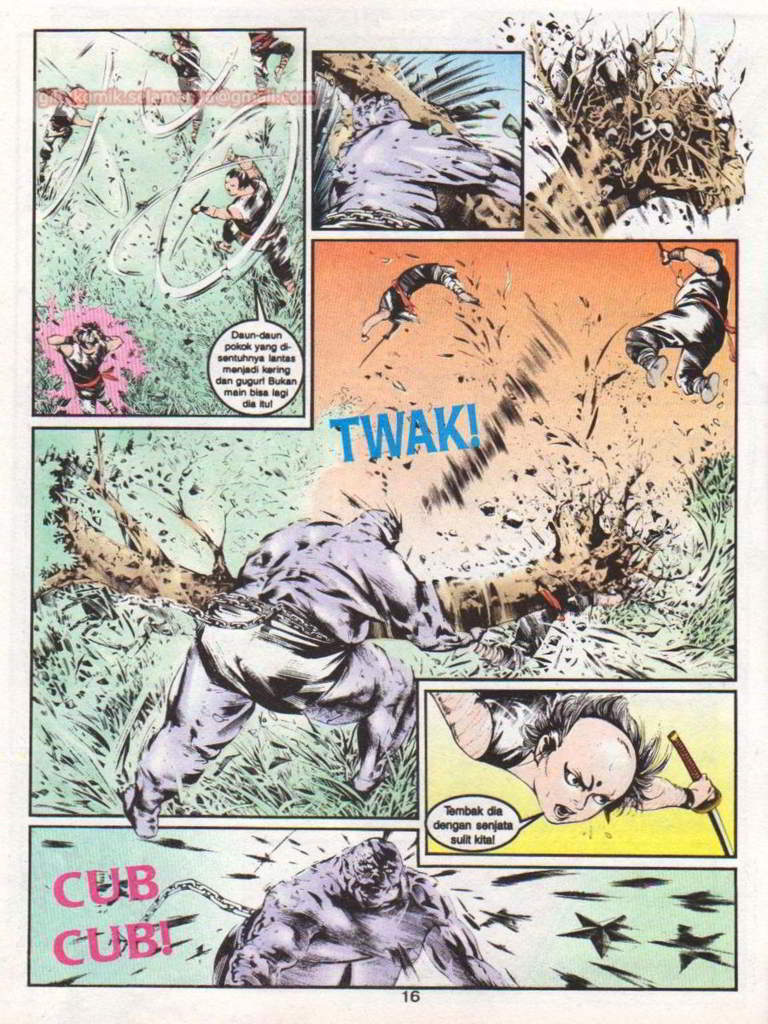 Daun-daun
pokok yang di-
sentuhnya lantas
menjadi kering
dan gugur! Bukan
main bisa lagi
dia itu!
TWAK!
Tembak dia
dengan senjata
sulit kita!
CUB
CUB!
16